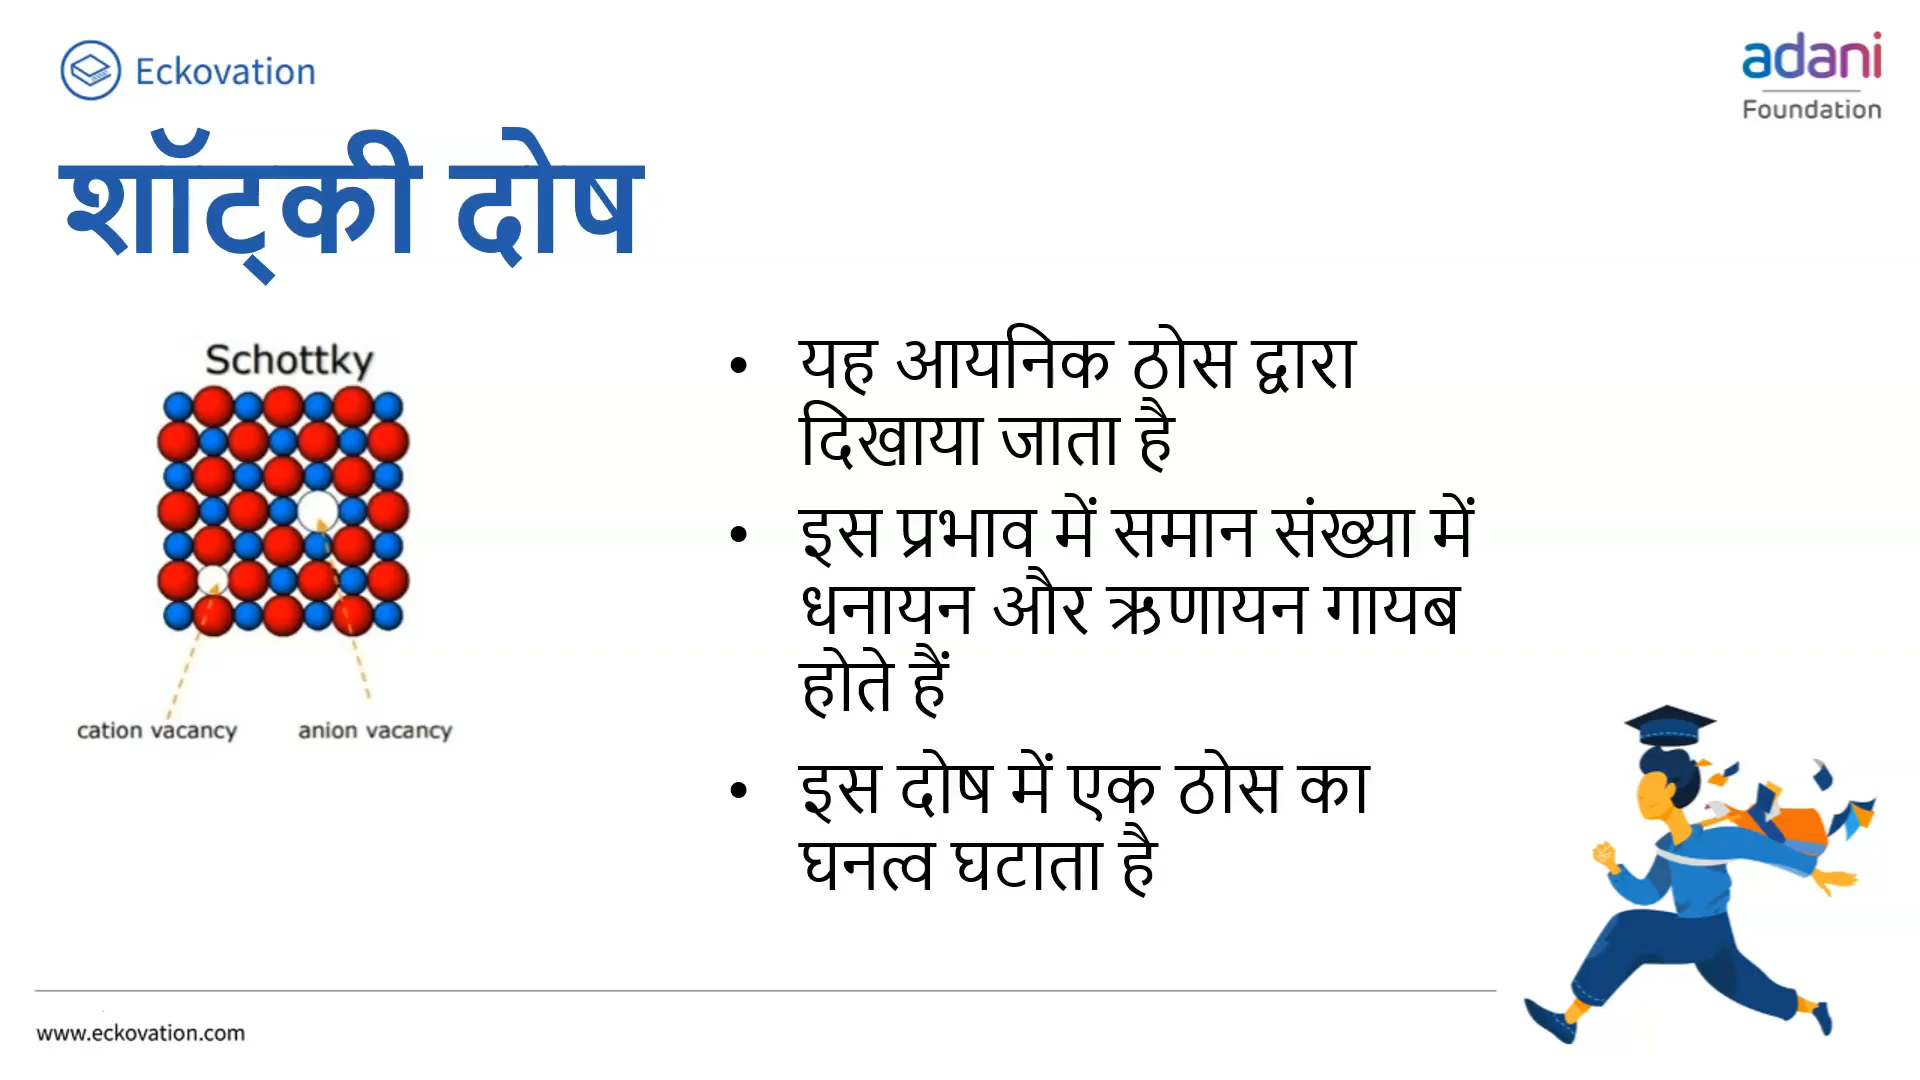 Eckovation
adani
Foundation
शॉट्की दोष
Schottky
cation vacancy
anion vacancy
• यह आयनिक ठोस द्वारा
दिखाया जाता है
• इस प्रभाव में समान संख्या में
धनायन और ऋणायन गायब
होते हैं
• इस दोष में एक ठोस का
घनत्व घटाता है
www.eckovation.com